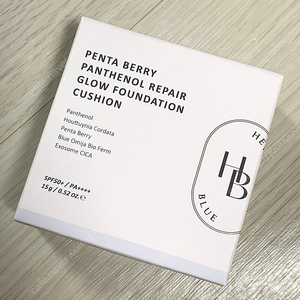 PENTA BERRY
PANTHENOL REPAIR
GLOW FOUNDATION
CUSHION
Panthenol
Houttuynia Cordata
Penta Berry
Blue Omija Bio Ferm
Exosome CICA
SPF50+ / PA++++
15g / 0.52 oz.℮
HE
HB
BLUE